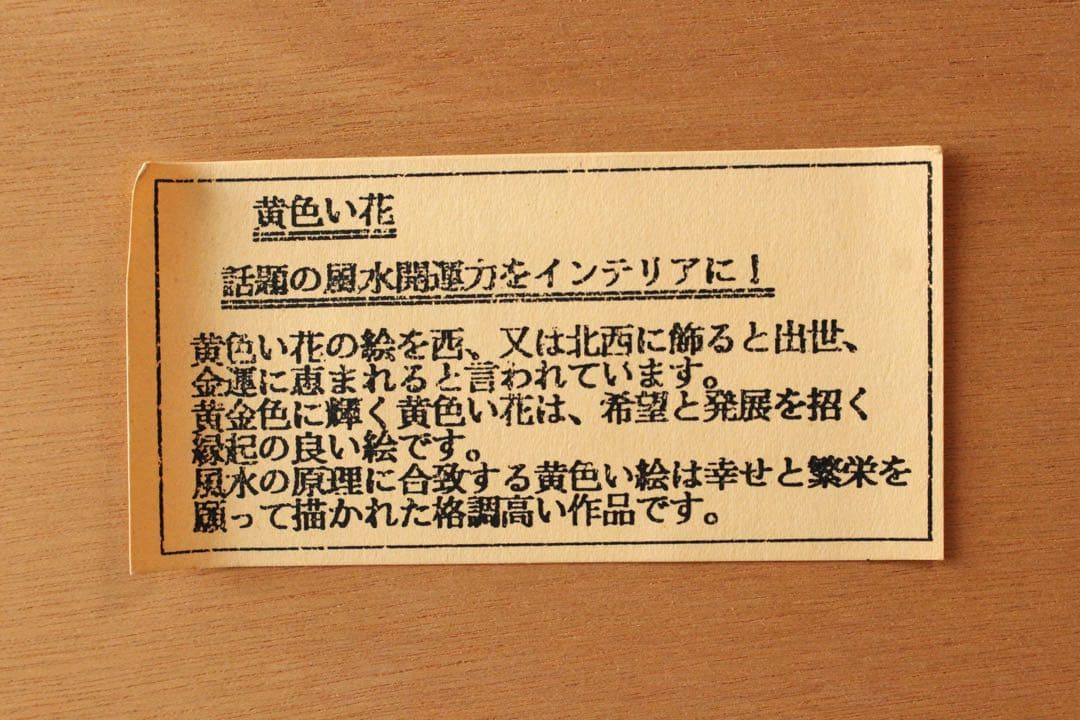 黄色い花
話題の風水開運力をインテリアに！
黄色い花の絵を西、又は北西に飾ると出世、
金運に恵まれると言われています。
黄金色に輝く黄色い花は、希望と発展を招く
縁起の良い絵です。
風水の原理に合致する黄色い絵は幸せと繁栄を
願って描かれた格調高い作品です。